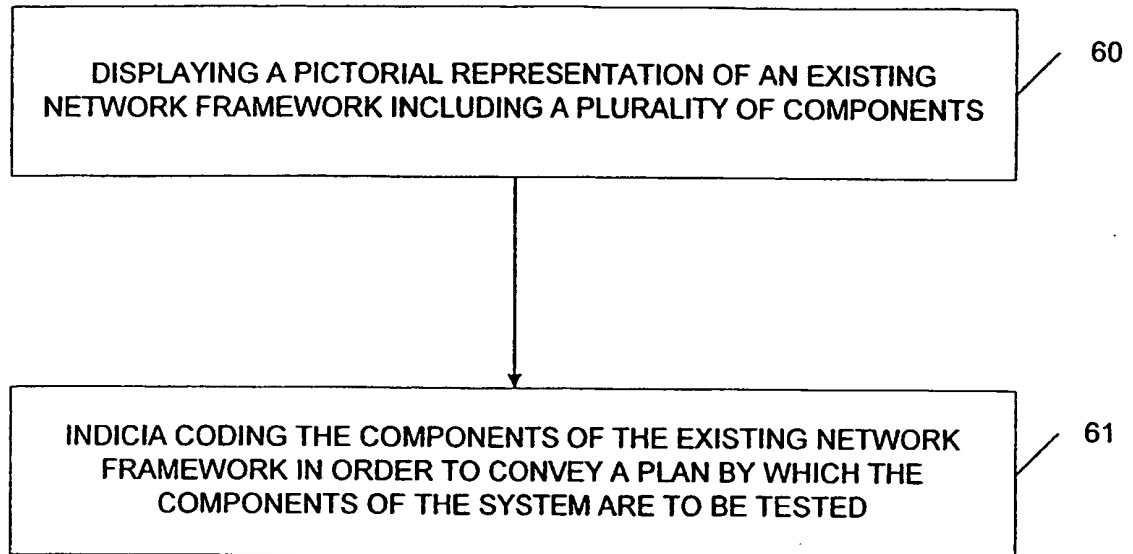 DISPLAYING A PICTORIAL REPRESENTATION OF AN EXISTING
NETWORK FRAMEWORK INCLUDING A PLURALITY OF COMPONENTS
60
INDICIA CODING THE COMPONENTS OF THE EXISTING NETWORK
FRAMEWORK IN ORDER TO CONVEY A PLAN BY WHICH THE
COMPONENTS OF THE SYSTEM ARE TO BE TESTED
61